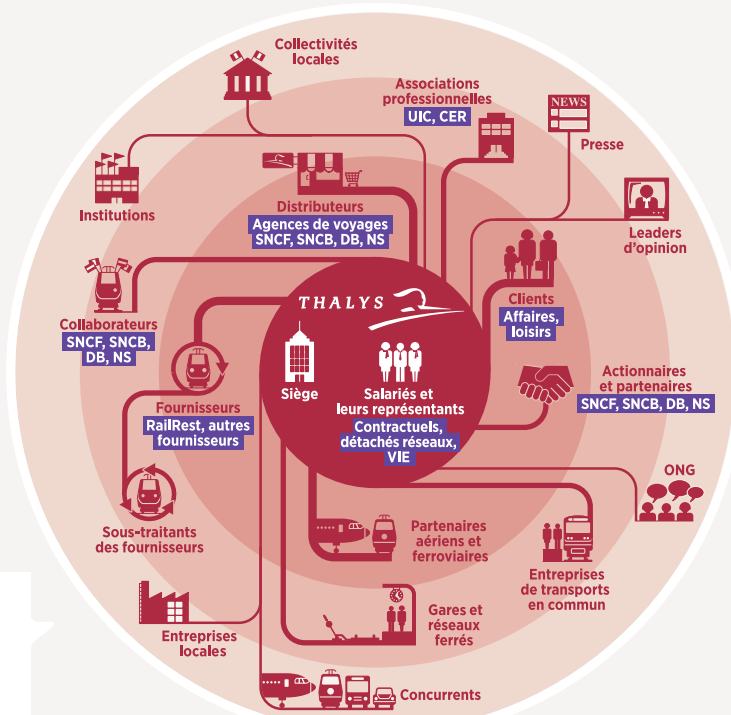 Collectivités
locales
Associations
professionnelles
UIC, CER
NEWS
Presse
Institutions
Distributeurs
Agences de voyages
SNCF, SNCB, DB, NS
Leaders
d'opinion
Collaborateurs
SNCF, SNCB,
DB, NS
THALYS
Clients
Affaires,
loisirs
Siège
Salariés et
leurs représentants
Contractuels,
détachés réseaux,
VIE
Fournisseurs
RailRest, autres
fournisseurs
Actionnaires
et partenaires
SNCF, SNCB, DB, NS
ONG
Sous-traitants
des fournisseurs
Partenaires
aériens et
ferroviaires
Entreprises
de transports
en commun
Entreprises
locales
Gares et
réseaux
ferrés
Concurrents